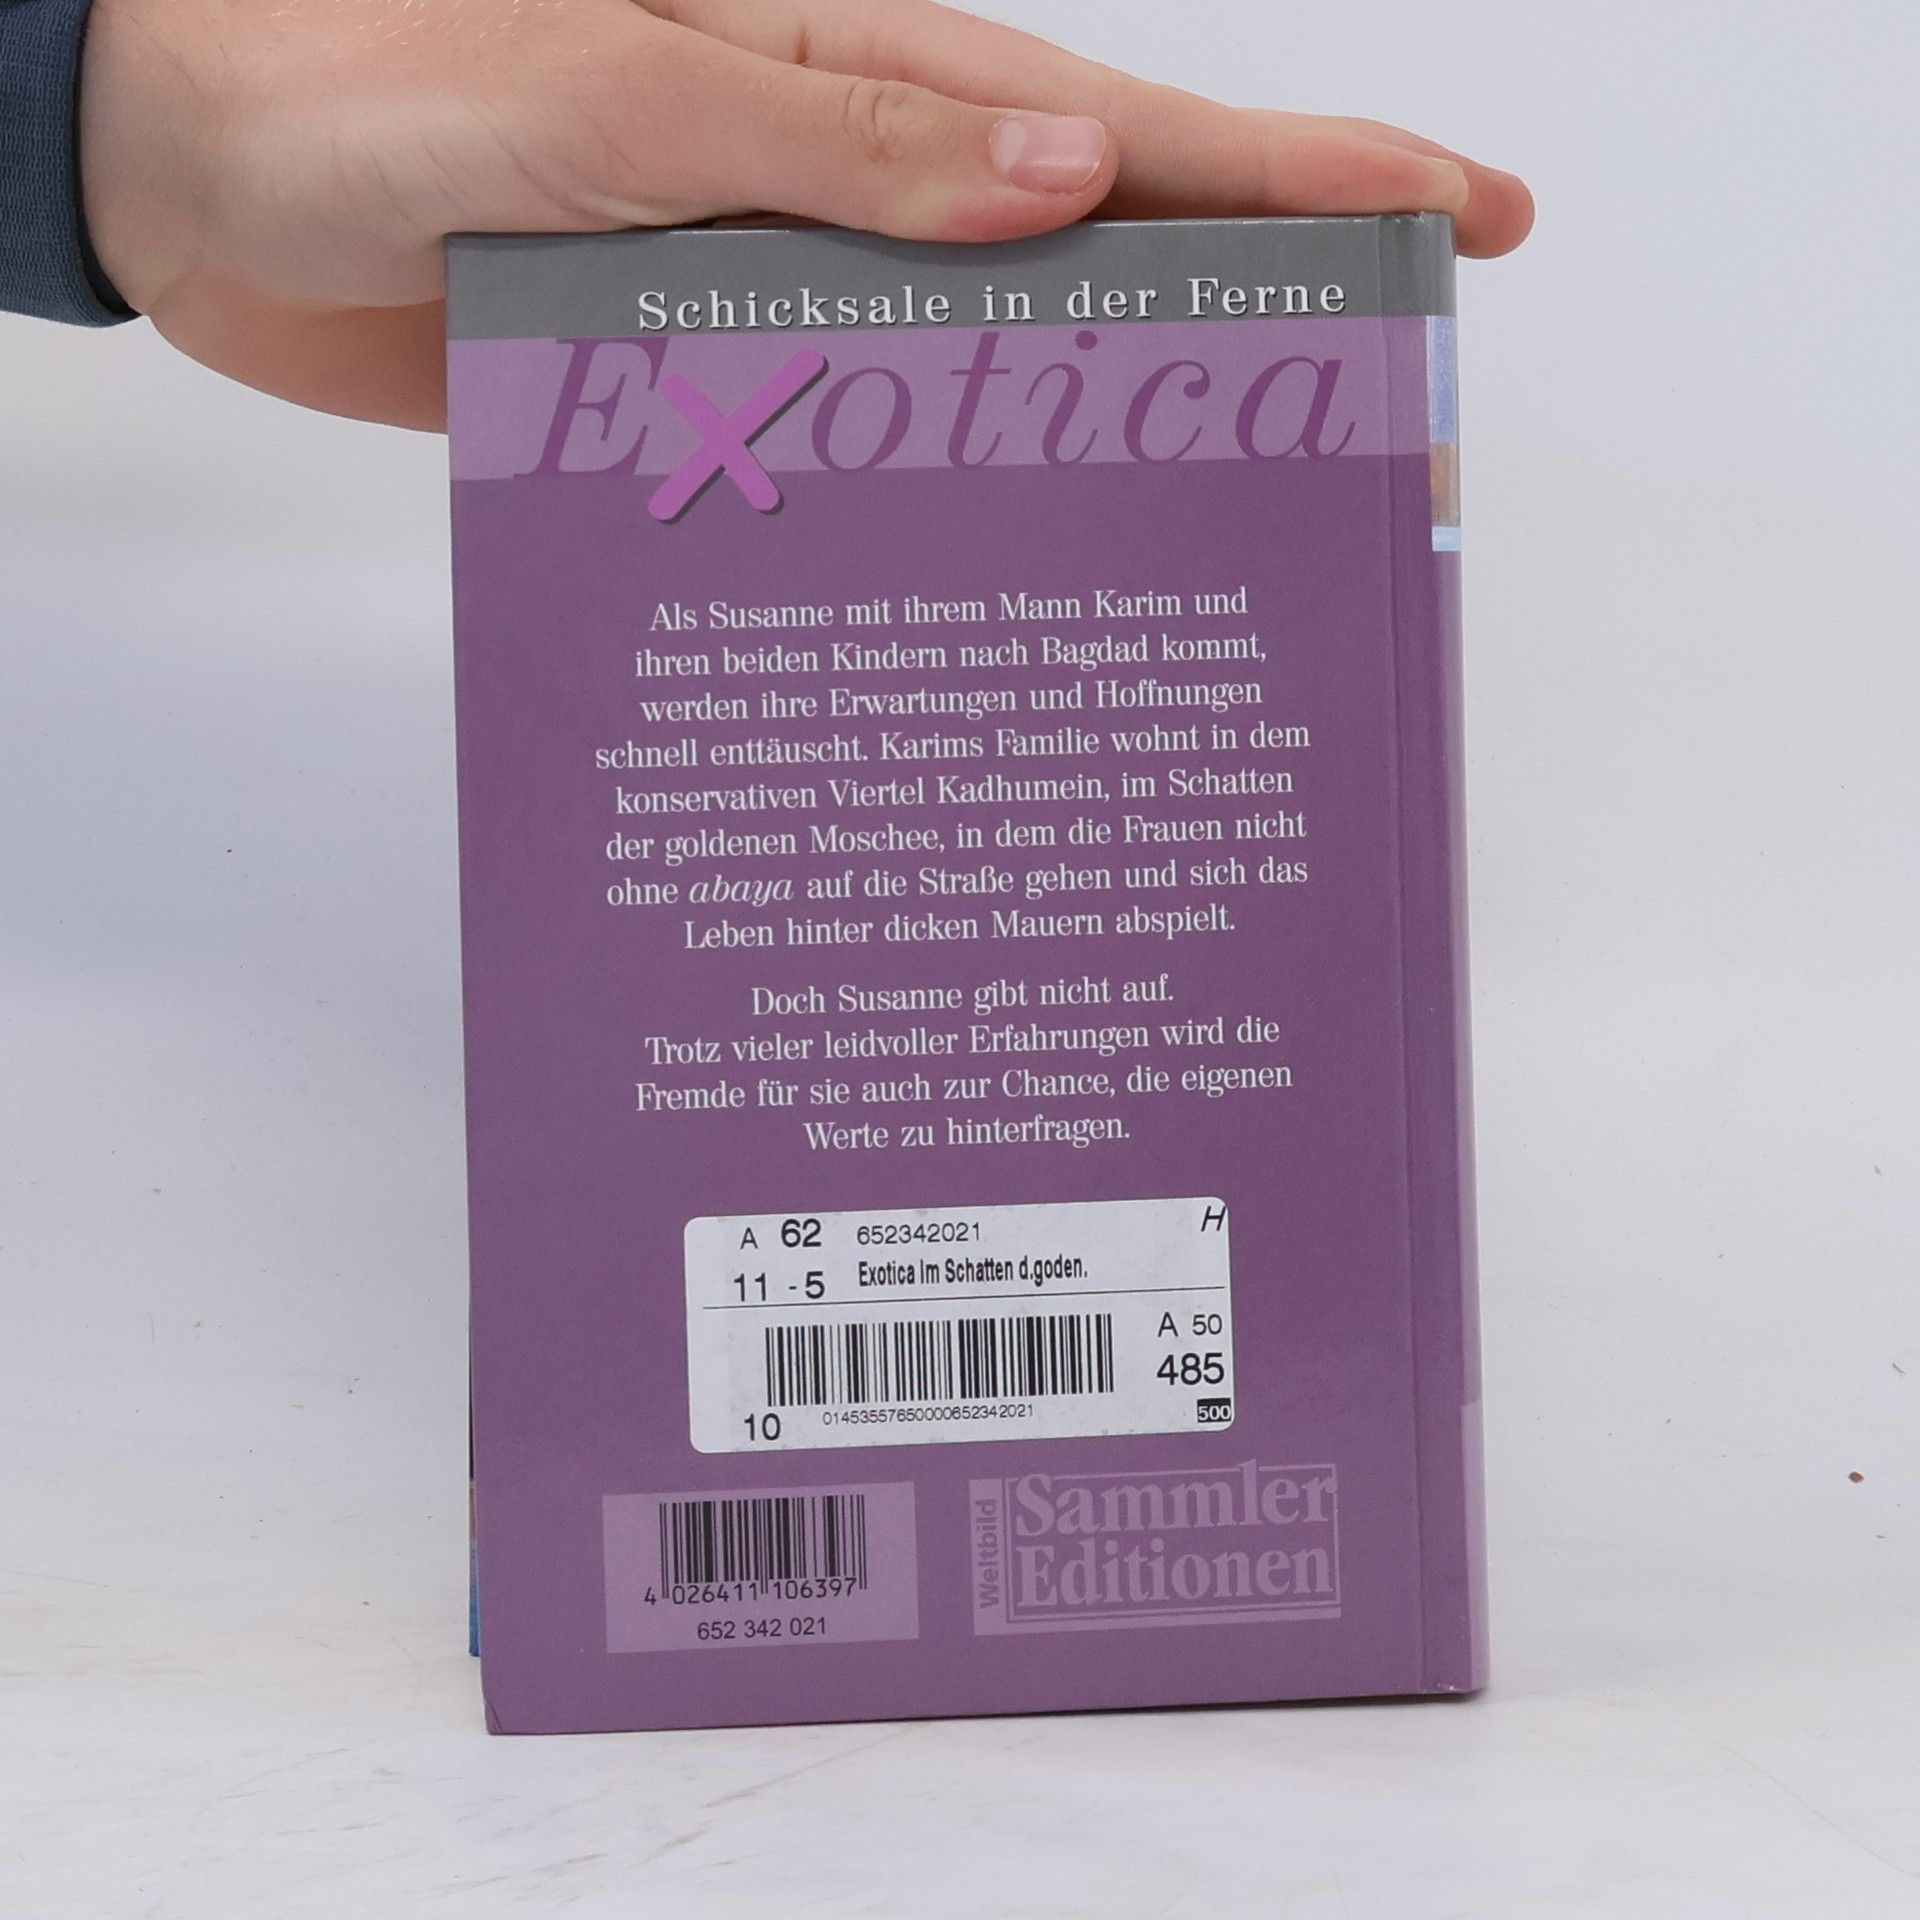 Schicksale in der Ferne
Exotica
Als Susanne mit ihrem Mann Karim und
ihren beiden Kindern nach Bagdad kommt,
werden ihre Erwartungen und Hoffnungen
schnell enttäuscht. Karims Familie wohnt in dem
konservativen Viertel Kadhumein, im Schatten
der goldenen Moschee, in dem die Frauen nicht
ohne abaya auf die Straße gehen und sich das
Leben hinter dicken Mauern abspielt.
Doch Susanne gibt nicht auf.
Trotz vieler leidvoller Erfahrungen wird die
Fremde für sie auch zur Chance, die eigenen
Werte zu hinterfragen.
A 62 652342021 H
11 - 5 Exotica Im Schatten d.goden.
A 50
485
10 01453557650000652342021 500
4 026411 106397
652 342 021
Weltbild
Sammler
Editionen